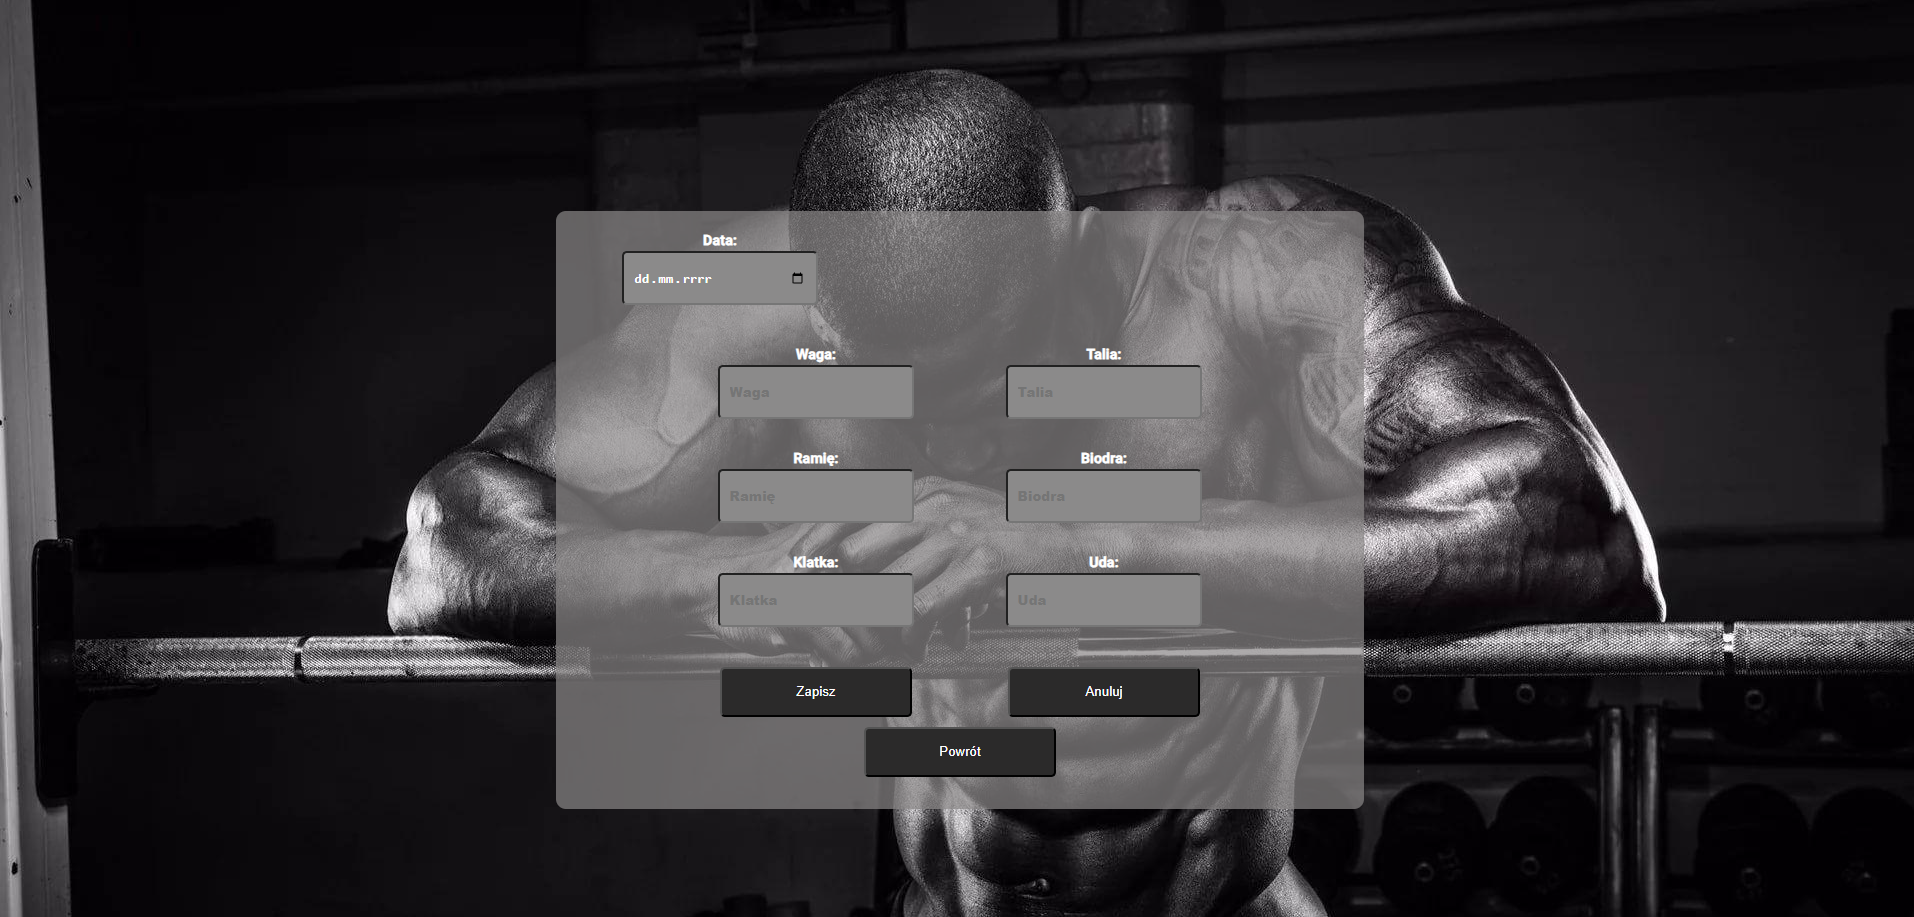 Data:
dd.mm.rrrr
Waga:
Talia:
Waga
Talia
Ramię:
Biodra:
Ramię
Biodra
Klatka:
Uda:
Klatka
Uda
Zapisz
Anuluj
Powrót